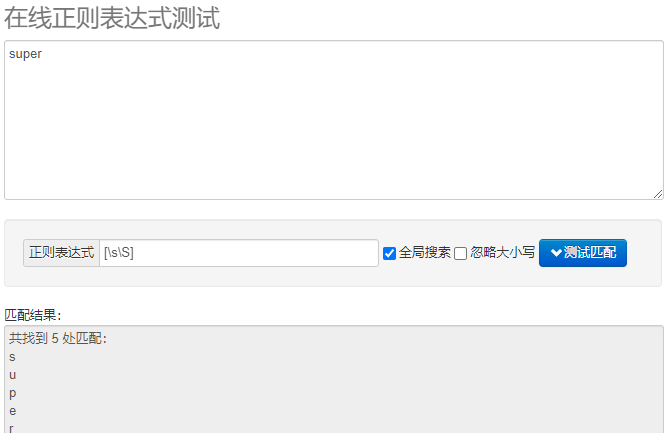 在线正则表达式测试
super
正则表达式 [\s\S] 全局搜索 忽略大小写 测试匹配
匹配结果:
共找到 5 处匹配:
s
u
p
e
r